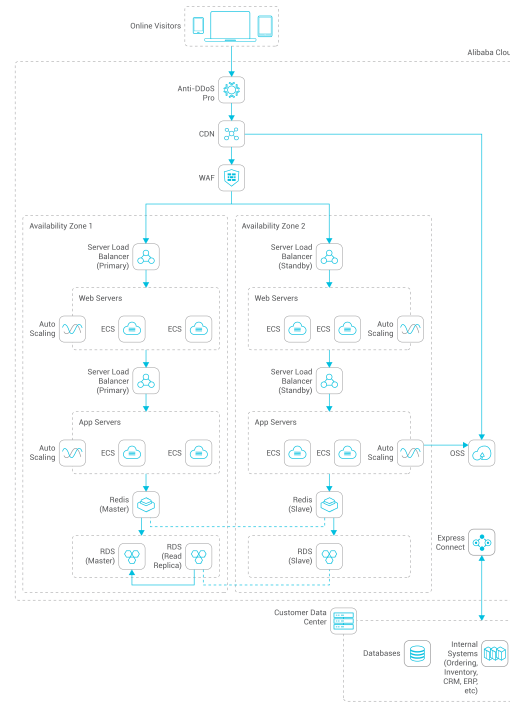 Online Visitors
Alibaba Clou
Anti-DDoS
Pro
CDN
WAF
Availability Zone 1
Availability Zone 2
Server Load
Balancer
(Primary)
Server Load
Balancer
(Standby)
Web Servers
Web Servers
Auto
Scaling
ECS
ECS
ECS
ECS
Auto
Scaling
Server Load
Balancer
(Primary)
Server Load
Balancer
(Standby)
App Servers
App Servers
Auto
Scaling
ECS
ECS
ECS
ECS
Auto
Scaling
OSS
Redis
(Master)
Redis
(Slave)
RDS
(Master)
RDS
(Read
Replica)
RDS
(Slave)
Express
Connect
Customer Data
Center
Databases
Internal
Systems
(Ordering,
Inventory,
CRM, ERP,
etc)